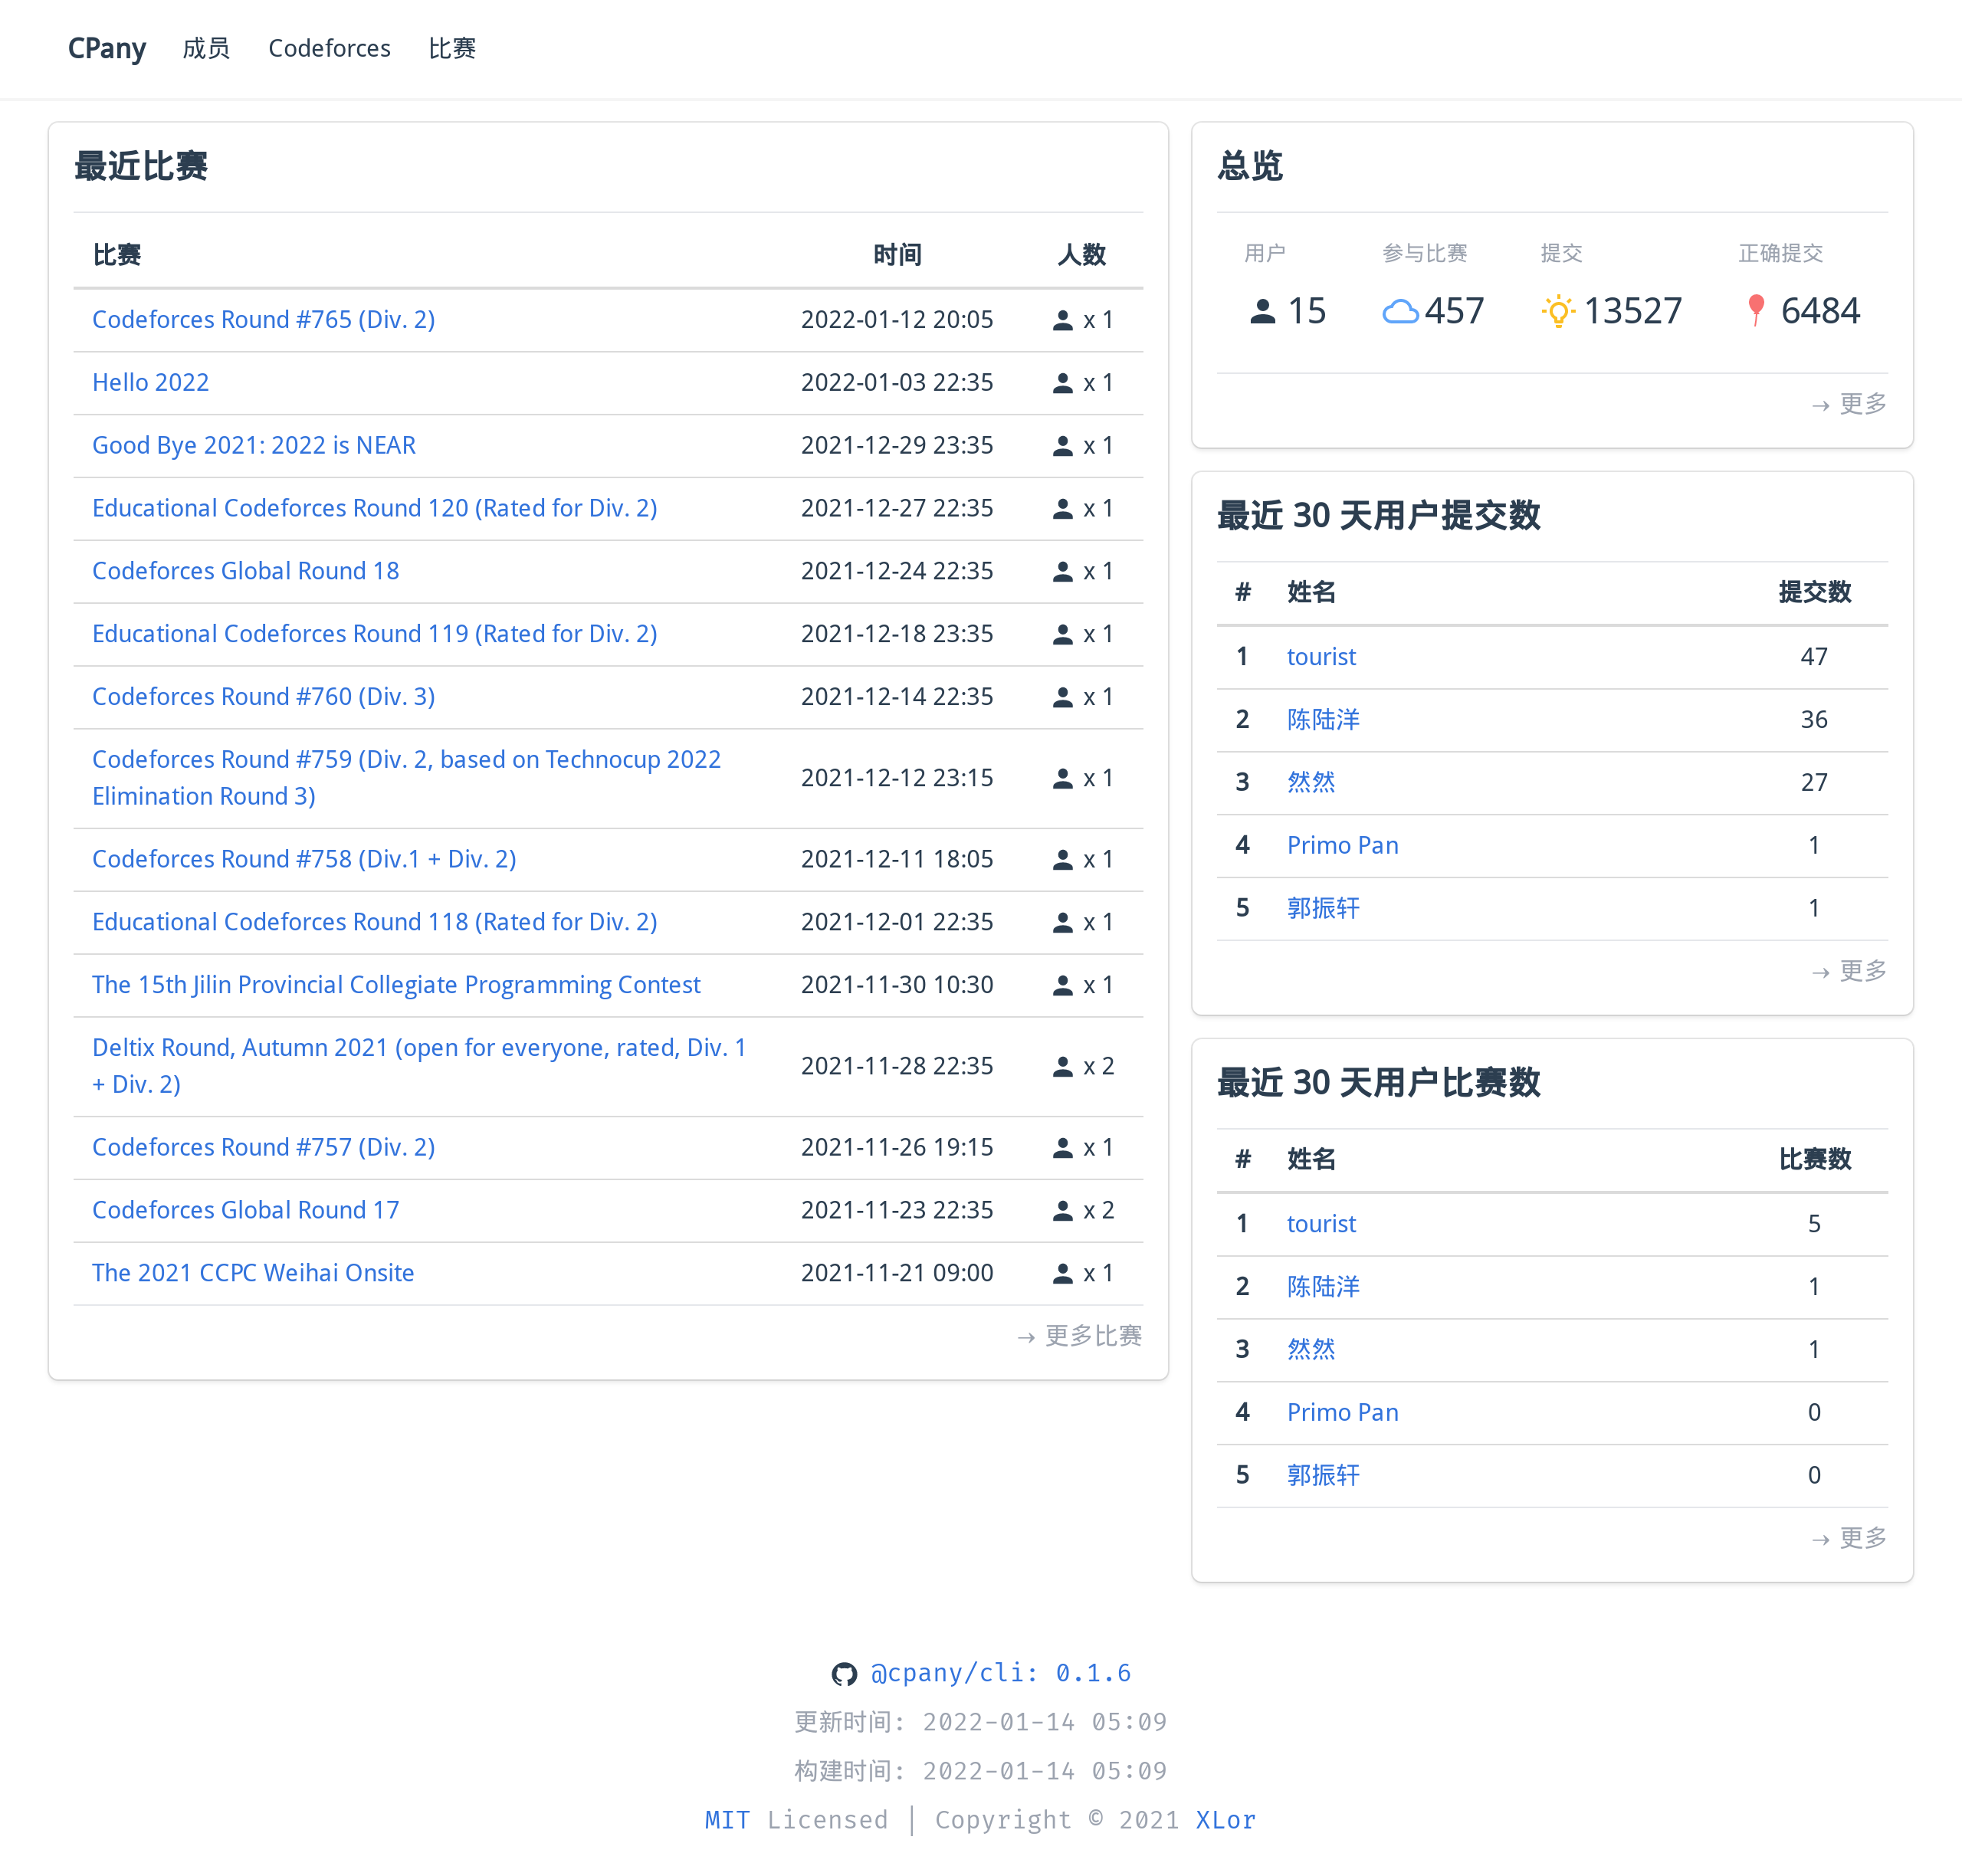 CPany 成员 Codeforces 比赛
最近比赛
比赛 时间 人数
Codeforces Round #765 (Div. 2) 2022-01-12 20:05 x 1
Hello 2022 2022-01-03 22:35 x 1
Good Bye 2021: 2022 is NEAR 2021-12-29 23:35 x 1
Educational Codeforces Round 120 (Rated for Div. 2) 2021-12-27 22:35 x 1
Codeforces Global Round 18 2021-12-24 22:35 x 1
Educational Codeforces Round 119 (Rated for Div. 2) 2021-12-18 23:35 x 1
Codeforces Round #760 (Div. 3) 2021-12-14 22:35 x 1
Codeforces Round #759 (Div. 2, based on Technocup 2022
Elimination Round 3) 2021-12-12 23:15 x 1
Codeforces Round #758 (Div.1 + Div. 2) 2021-12-11 18:05 x 1
Educational Codeforces Round 118 (Rated for Div. 2) 2021-12-01 22:35 x 1
The 15th Jilin Provincial Collegiate Programming Contest 2021-11-30 10:30 x 1
Deltix Round, Autumn 2021 (open for everyone, rated, Div. 1
+ Div. 2) 2021-11-28 22:35 x 2
Codeforces Round #757 (Div. 2) 2021-11-26 19:15 x 1
Codeforces Global Round 17 2021-11-23 22:35 x 2
The 2021 CCPC Weihai Onsite 2021-11-21 09:00 x 1
→ 更多比赛
总览
用户 参与比赛 提交 正确提交
15 457 13527 6484
→ 更多
最近 30 天用户提交数
# 姓名 提交数
1 tourist 47
2 陈陆洋 36
3 然然 27
4 Primo Pan 1
5 郭振轩 1
→ 更多
最近 30 天用户比赛数
# 姓名 比赛数
1 tourist 5
2 陈陆洋 1
3 然然 1
4 Primo Pan 0
5 郭振轩 0
→ 更多
@cpany/cli: 0.1.6
更新时间: 2022-01-14 05:09
构建时间: 2022-01-14 05:09
MIT Licensed | Copyright © 2021 XLor